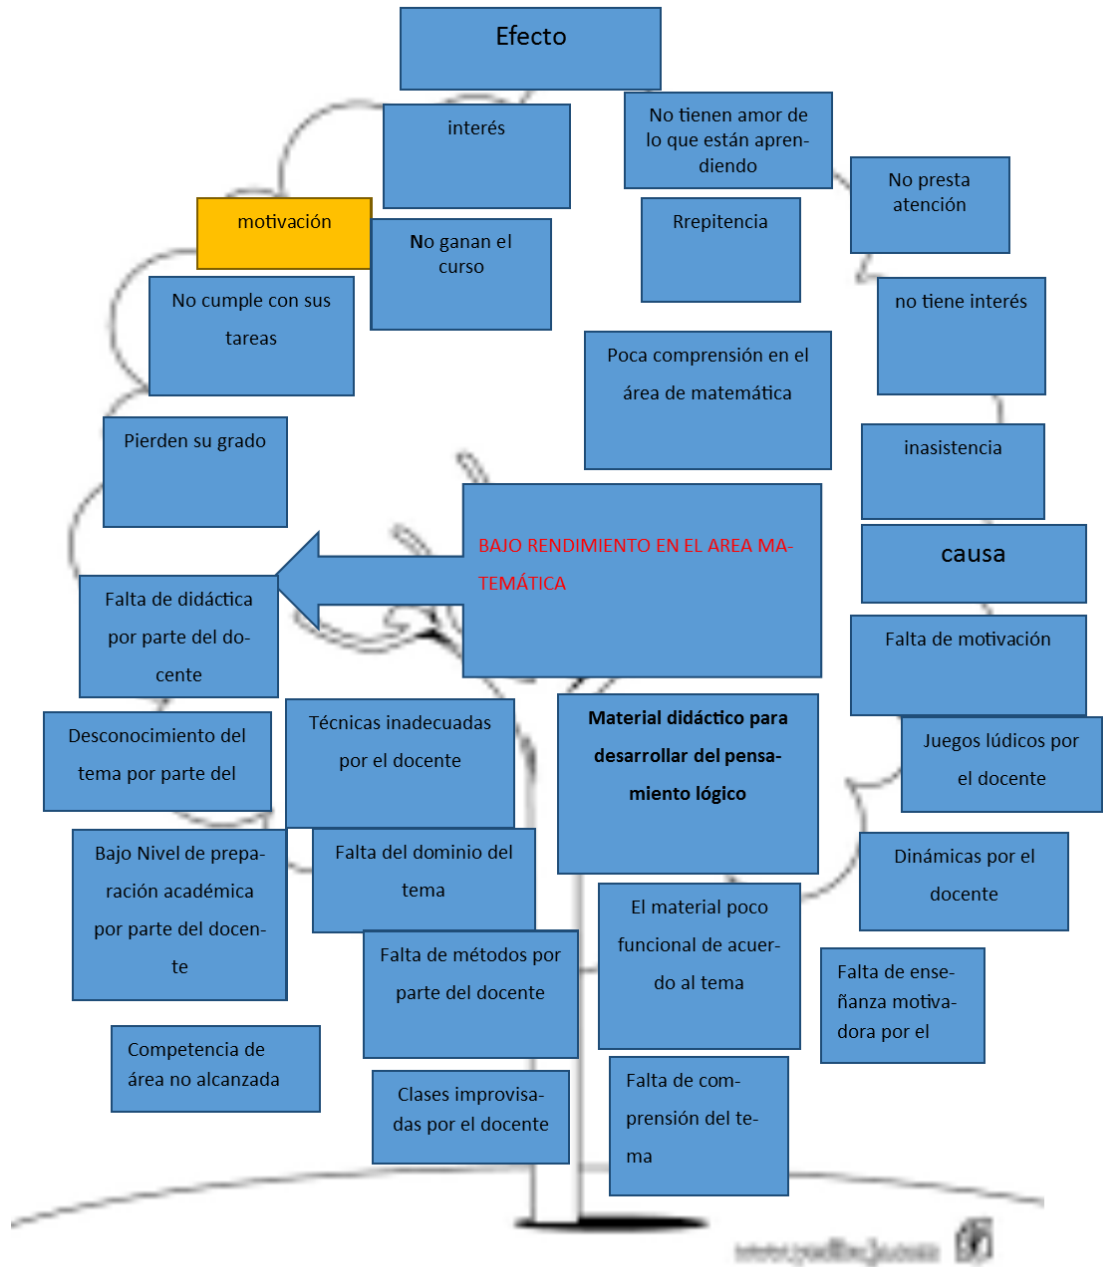 Efecto
interés
No tienen amor de
lo que están apren-
diendo
No presta
atención
motivación
No ganan el
curso
Rrepitencia
No cumple con sus
tareas
no tiene interés
Poca comprensión en el
área de matemática
Pierden su grado
inasistencia
BAJO RENDIMIENTO EN EL AREA MA-
TEMÁTICA
causa
Falta de didáctica
por parte del do-
cente
Falta de motivación
Desconocimiento del
tema por parte del
Técnicas inadecuadas
por el docente
Material didáctico para
desarrollar del pensa-
miento lógico
Juegos lúdicos por
el docente
Bajo Nivel de prepa-
ración académica
por parte del docen-
te
Falta del dominio del
tema
Dinámicas por el
docente
El material poco
funcional de acuer-
do al tema
Falta de métodos por
parte del docente
Falta de ense-
ñanza motiva-
dora por el
Competencia de
área no alcanzada
Clases improvisa-
das por el docente
Falta de com-
prensión del te-
ma